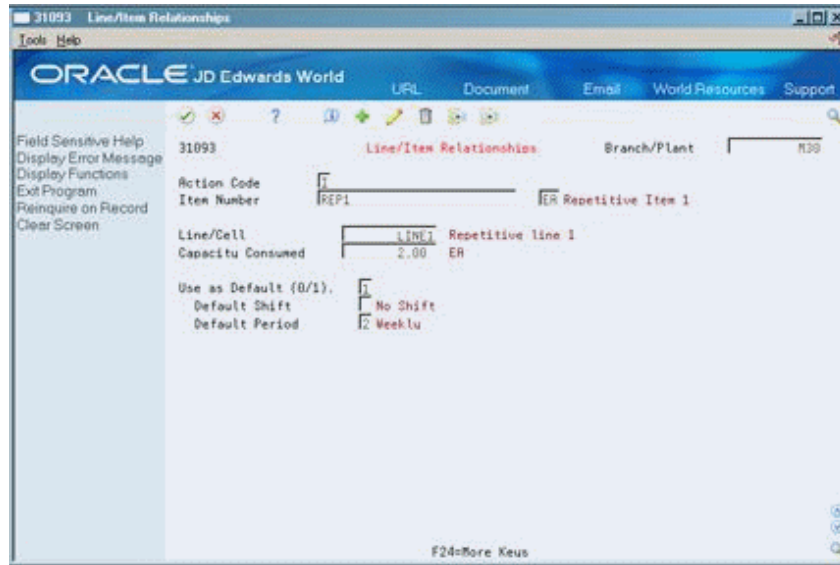 31093 Line/Item Relationships
Tools Help
ORACLE JD Edwards World
URL Document Email World Resources Support
Field Sensitive Help
Display Error Message
Display Functions
Exit Program
Reinquire on Record
Clear Screen
31093 Line/Item Relationships Branch/Plant M30
Action Code I
Item Number REP1 EA Repetitive Item 1
Line/Cell LINE1 Repetitive line 1
Capacity Consumed 2.00 EA
Use as Default (0/1). 1
Default Shift No Shift
Default Period 2 Weekly
F24=More Keys